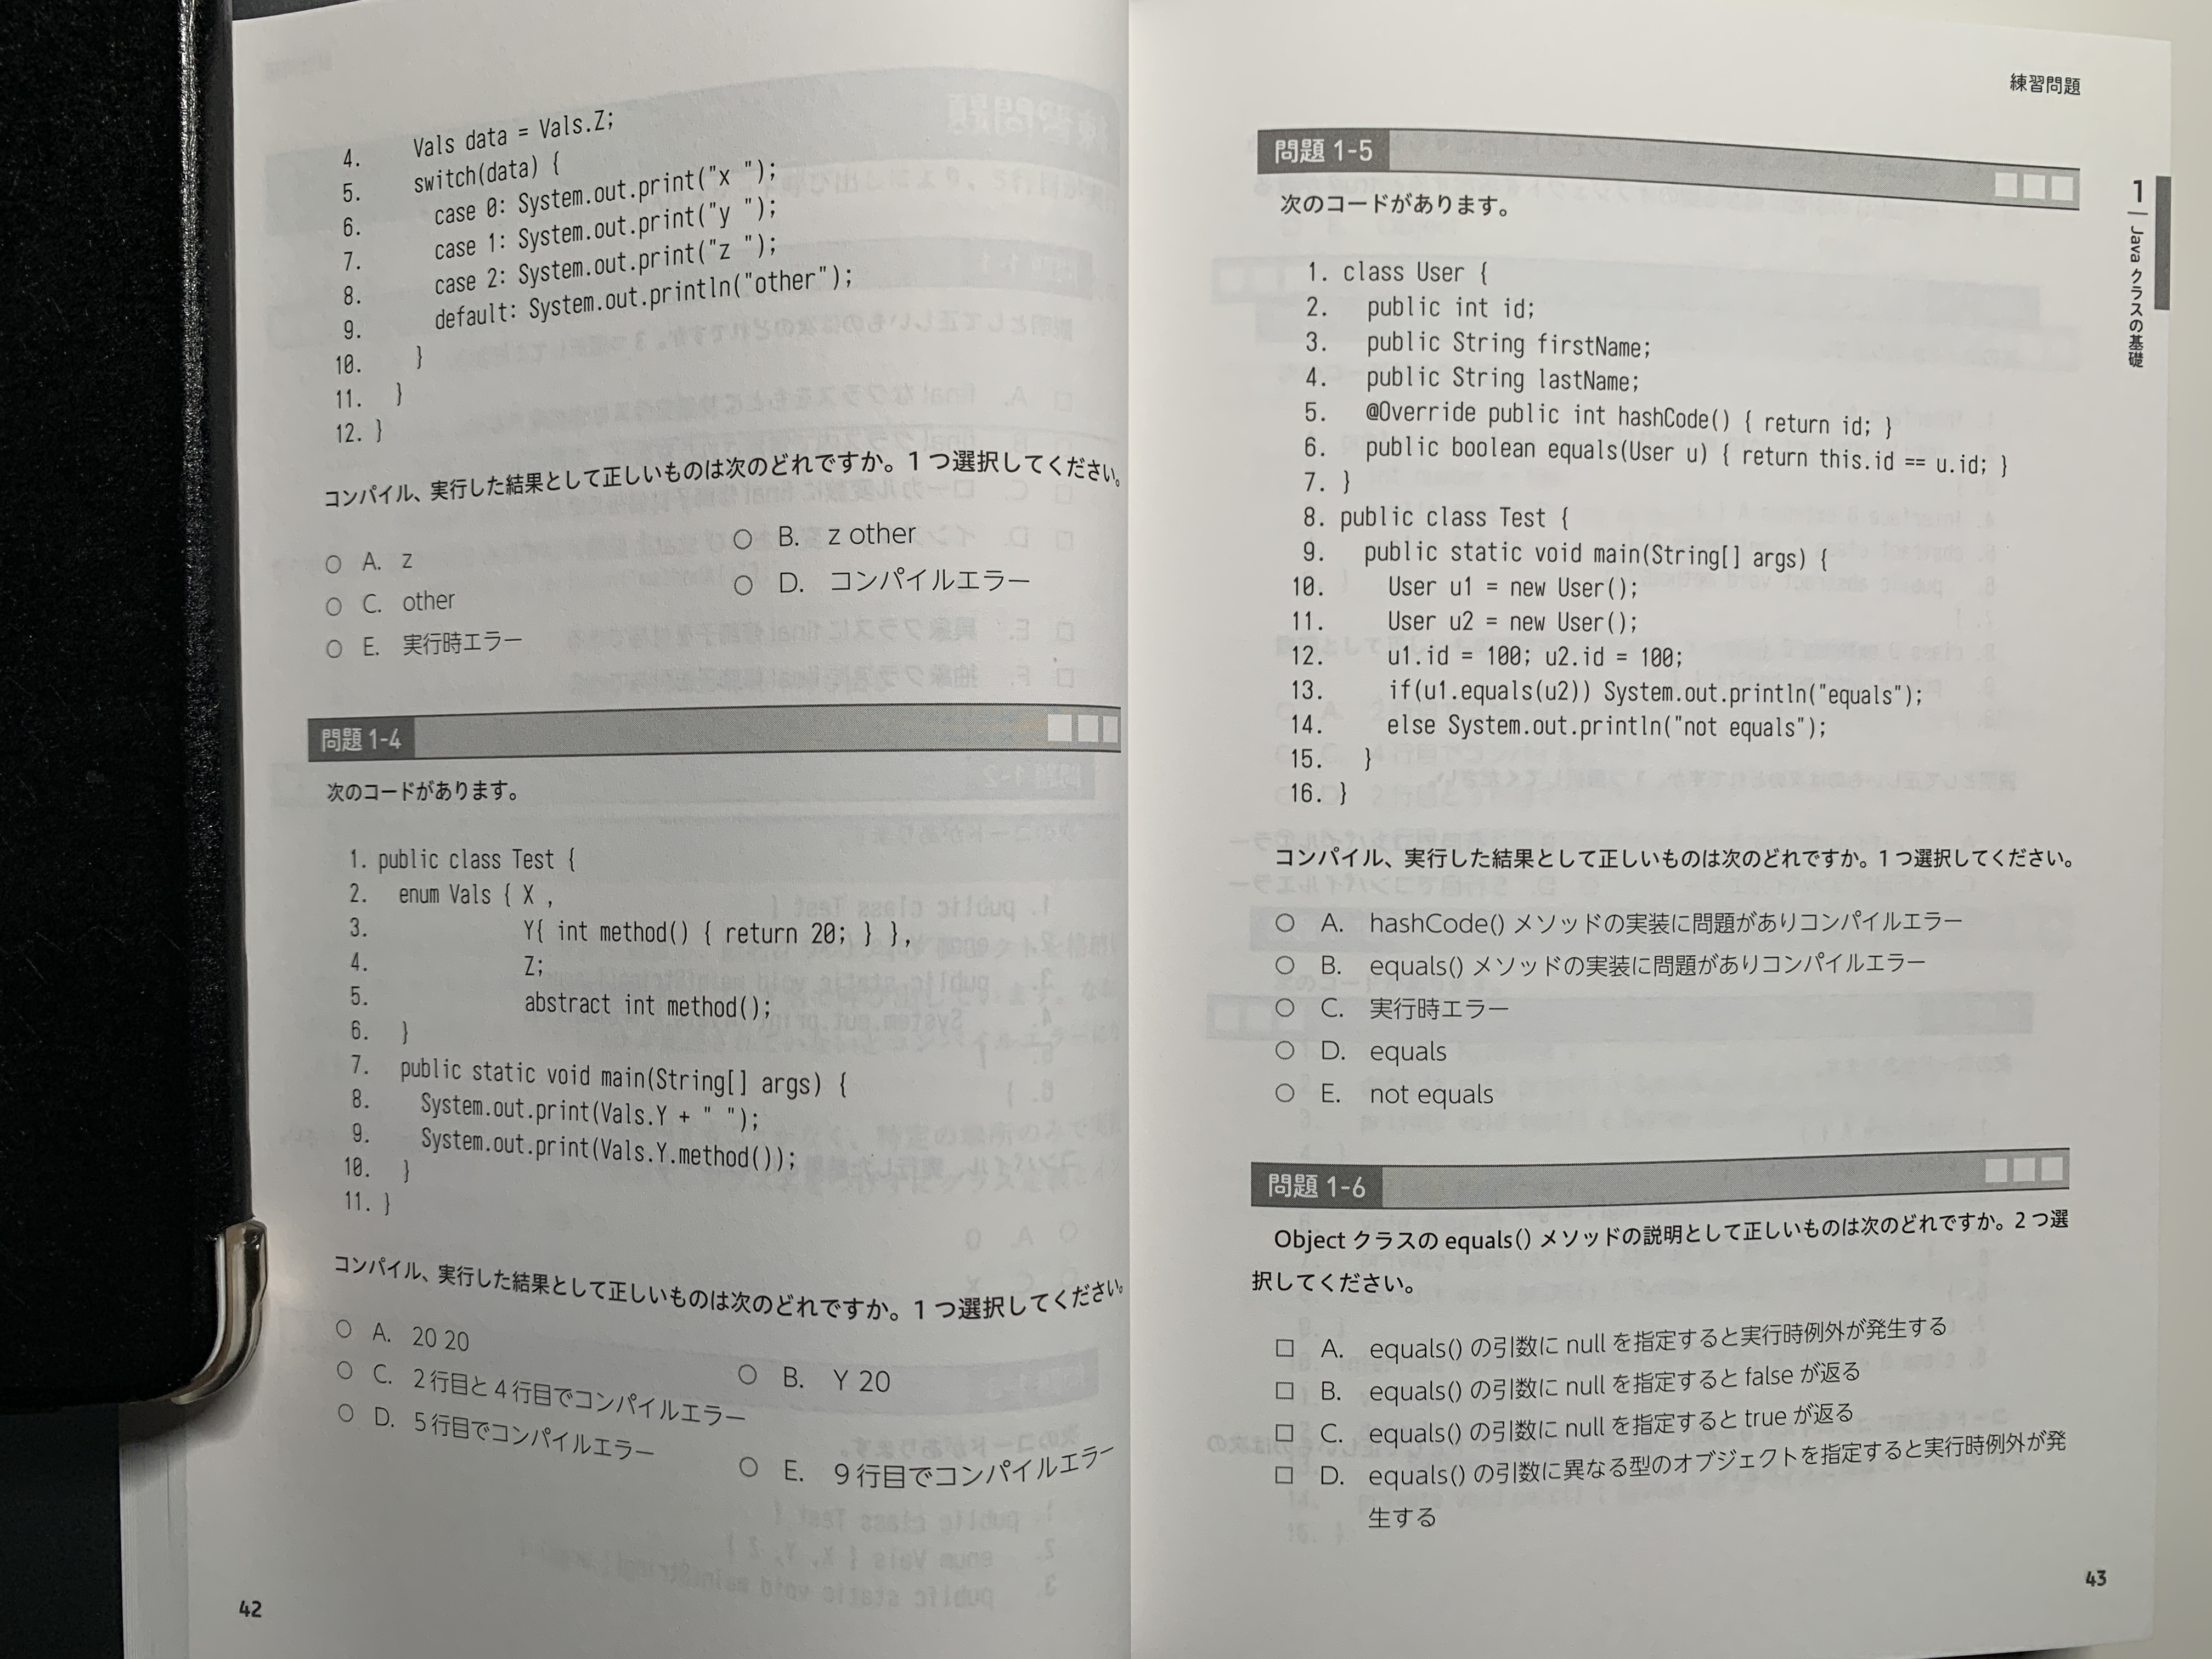 4. Vals data = Vals.Z;
5. switch(data) {
6. case 0: System.out.print("x ");
7. case 1: System.out.print("y ");
8. case 2: System.out.print("z ");
9. default: System.out.println("other");
10. }
11. }
12. }
コンパイル、実行した結果として正しいものは次のどれですか。1つ選択してください。
○ A. z
○ B. z other
○ C. other
○ D. コンパイルエラー
○ E. 実行時エラー
問題 1-4
次のコードがあります。
1. public class Test {
2. enum Vals { X ,
3. Y{ int method() { return 20; } },
4. Z;
5. abstract int method();
6. }
7. public static void main(String[] args) {
8. System.out.print(Vals.Y + " ");
9. System.out.print(Vals.Y.method());
10. }
11. }
コンパイル、実行した結果として正しいものは次のどれですか。1つ選択してください。
○ A. 20 20
○ B. Y 20
○ C. 2行目と4行目でコンパイルエラー
○ D. 5行目でコンパイルエラー
○ E. 9行目でコンパイルエラー
42
練習問題
1 Java クラスの基礎
問題 1-5
次のコードがあります。
1. class User {
2. public int id;
3. public String firstName;
4. public String lastName;
5. @Override public int hashCode() { return id; }
6. public boolean equals(User u) { return this.id == u.id; }
7. }
8. public class Test {
9. public static void main(String[] args) {
10. User u1 = new User();
11. User u2 = new User();
12. u1.id = 100; u2.id = 100;
13. if(u1.equals(u2)) System.out.println("equals");
14. else System.out.println("not equals");
15. }
16. }
コンパイル、実行した結果として正しいものは次のどれですか。1つ選択してください。
○ A. hashCode() メソッドの実装に問題がありコンパイルエラー
○ B. equals() メソッドの実装に問題がありコンパイルエラー
○ C. 実行時エラー
○ D. equals
○ E. not equals
問題 1-6
Object クラスの equals() メソッドの説明として正しいものは次のどれですか。2つ選
択してください。
□ A. equals() の引数に null を指定すると実行時例外が発生する
□ B. equals() の引数に null を指定すると false が返る
□ C. equals() の引数に null を指定すると true が返る
□ D. equals() の引数に異なる型のオブジェクトを指定すると実行時例外が発
生する
43